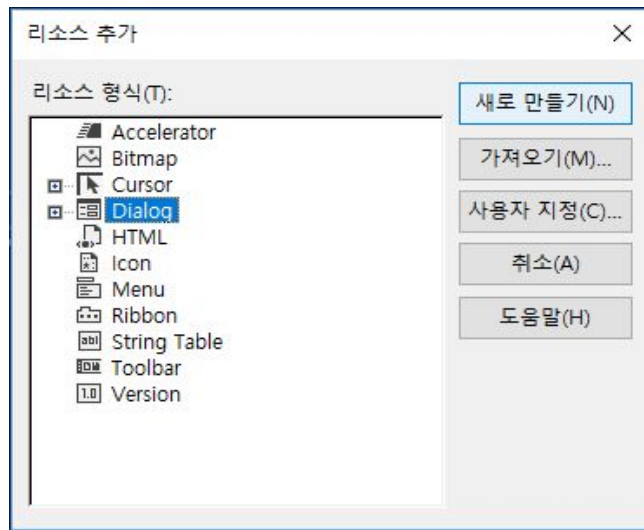 리소스 추가
리소스 형식(T):
Accelerator
Bitmap
Cursor
Dialog
HTML
Icon
Menu
Ribbon
String Table
Toolbar
Version
새로 만들기(N)
가져오기(M)...
사용자 지정(C)...
취소(A)
도움말(H)